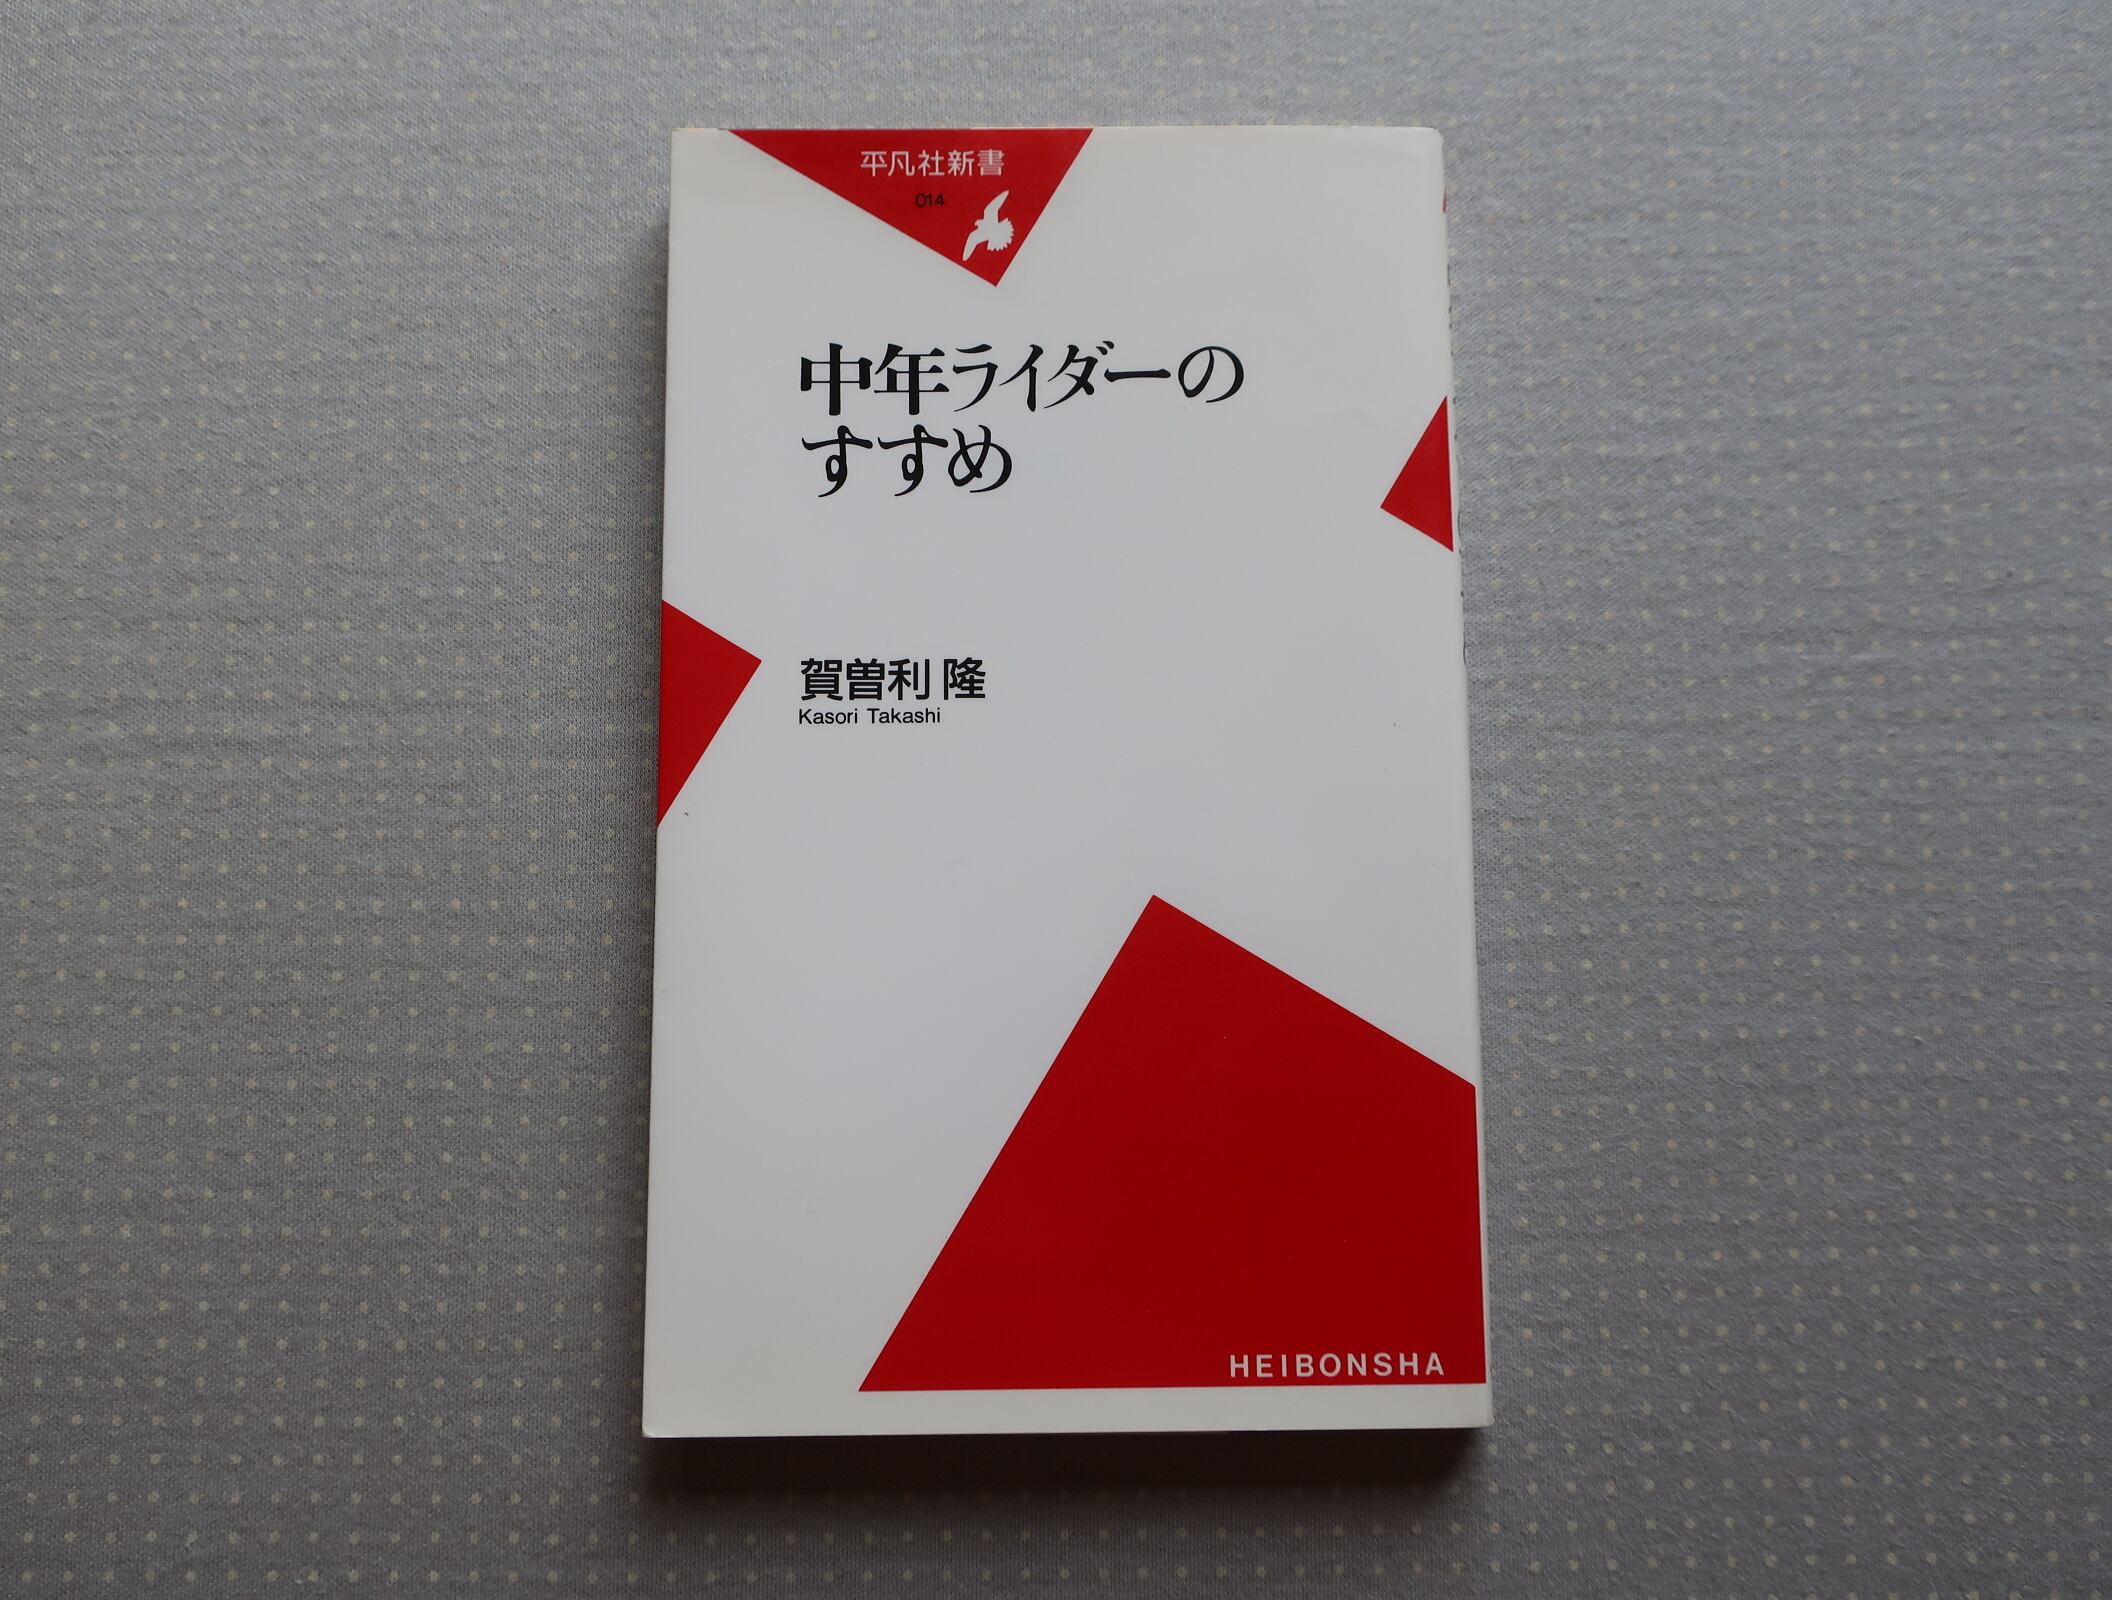 平凡社新書
014
中年ライダーの
すすめ
賀曽利 隆
Kasori Takashi
HEIBONSHA